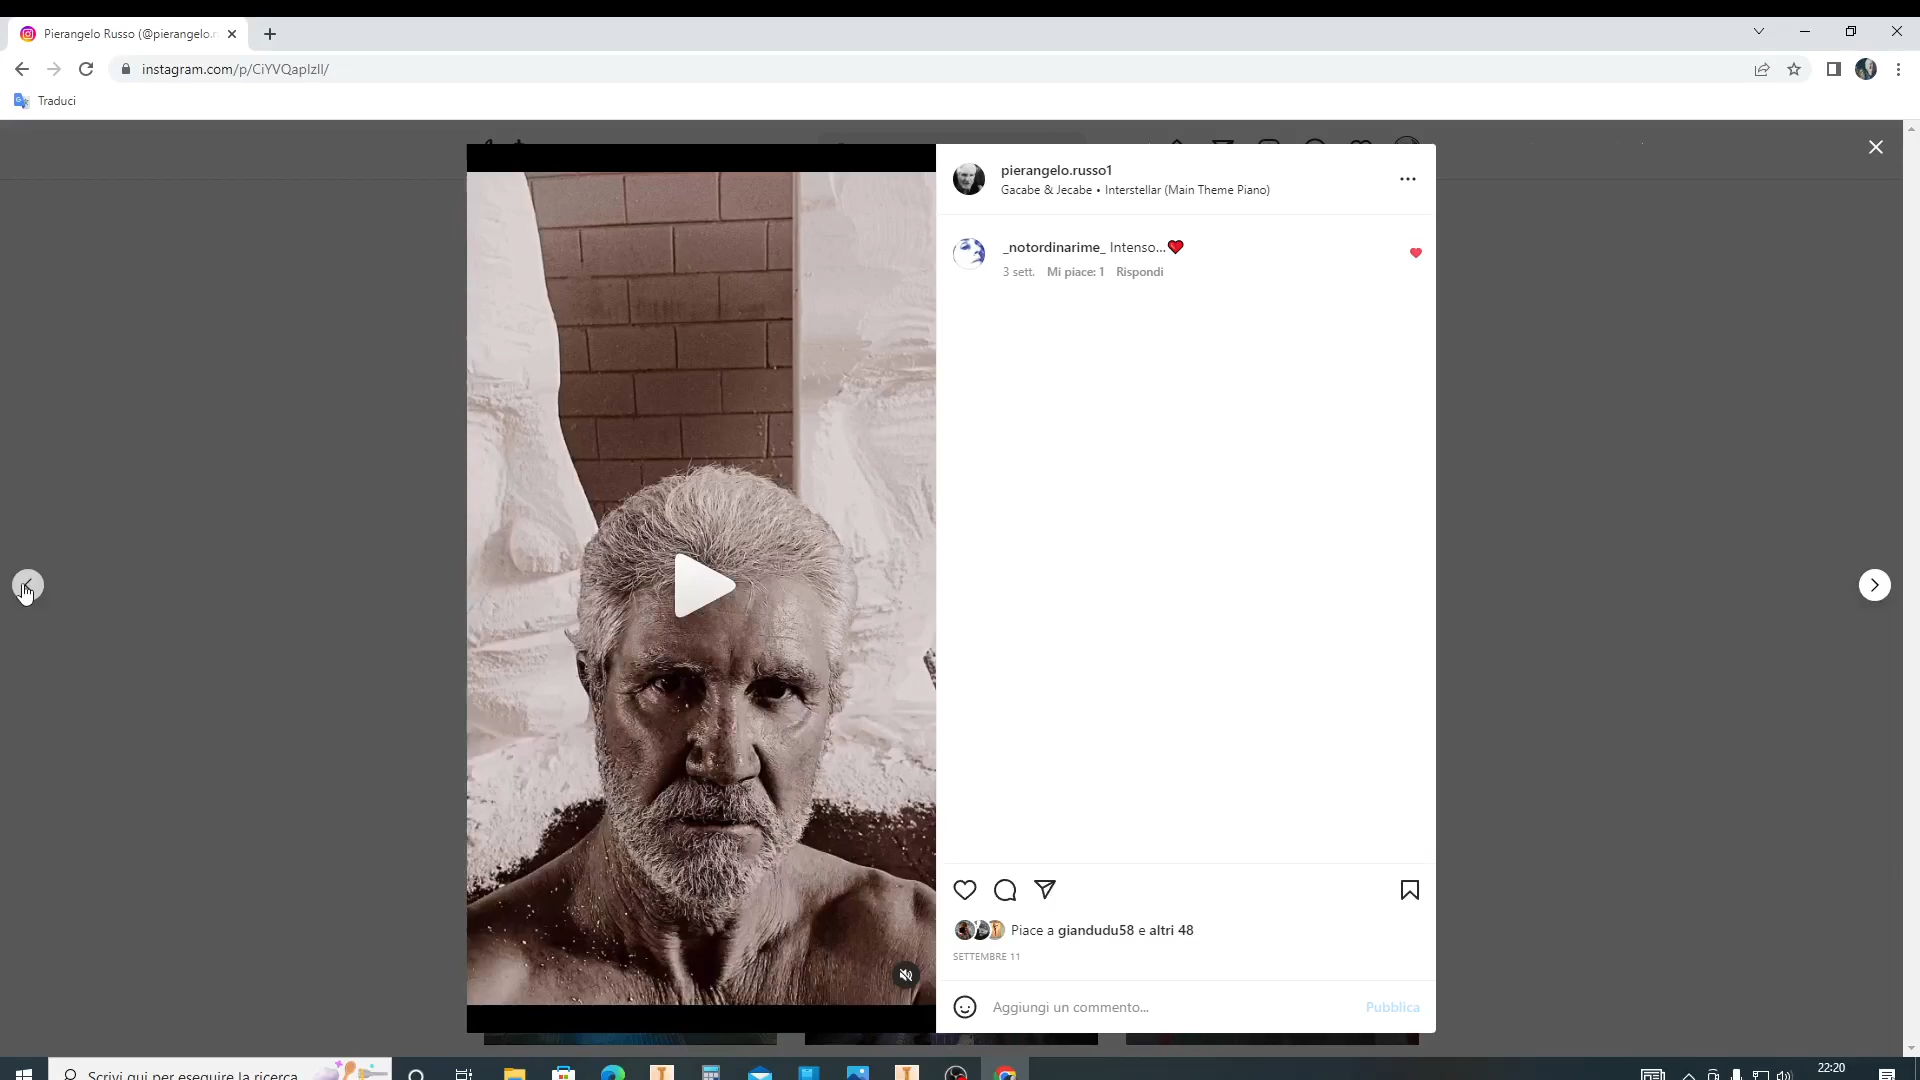 Pierangelo Russo (@pierangelo.r
instagram.com/p/CiYVQapIzIl/
Traduci
pierangelo.russo1
Gacabe & Jecabe • Interstellar (Main Theme Piano)
_notordinarime_ Intenso...❤️
3 sett. Mi piace: 1 Rispondi
Piace a giandudu58 e altri 48
SETTEMBRE 11
Aggiungi un commento... Pubblica
Scrivi qui per eseguire la ricerca
22:20